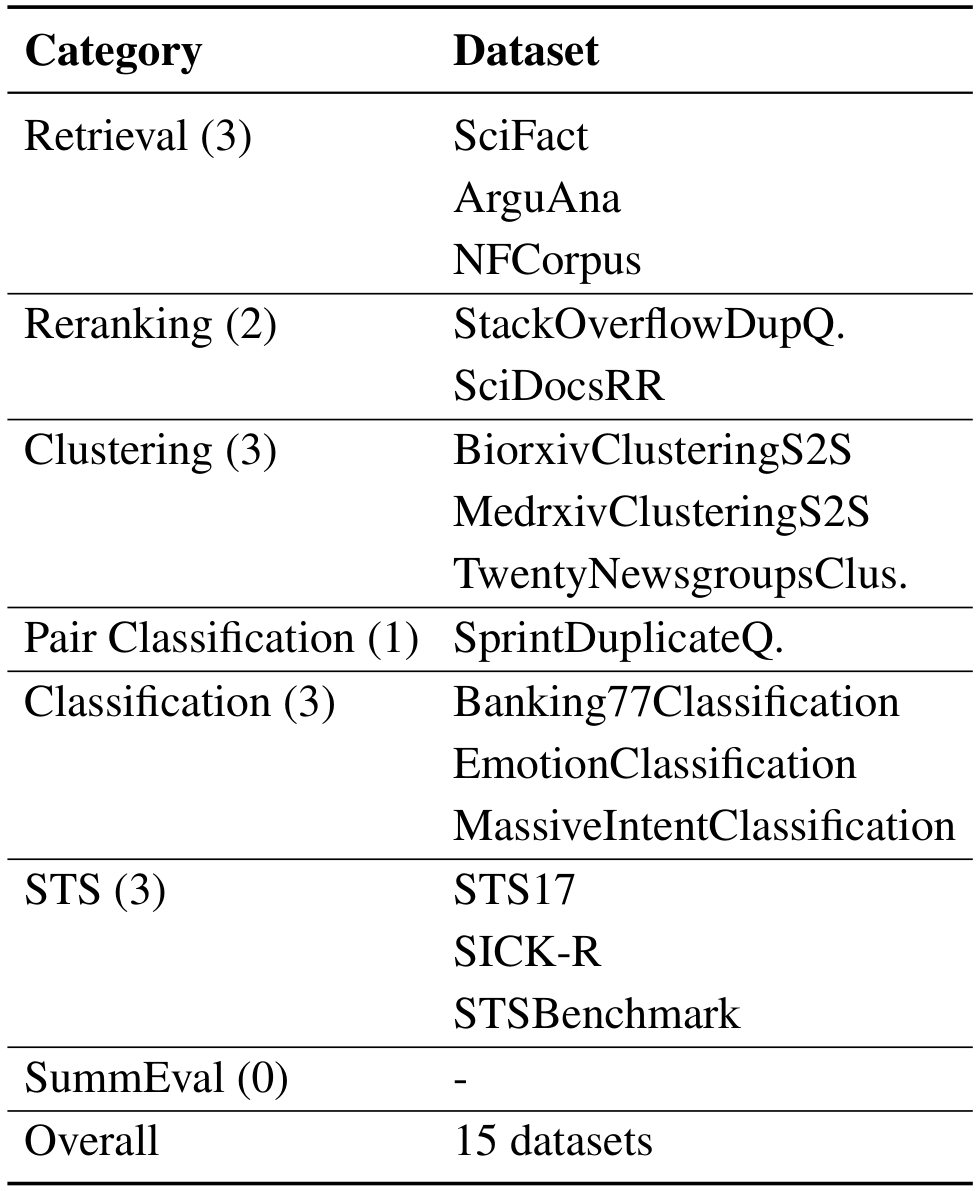 Category Dataset
Retrieval (3) SciFact
ArguAna
NFCorpus
Reranking (2) StackOverflowDupQ.
SciDocsRR
Clustering (3) BiorxivClusteringS2S
MedrxivClusteringS2S
TwentyNewsgroupsClus.
Pair Classification (1) SprintDuplicateQ.
Classification (3) Banking77Classification
EmotionClassification
MassiveIntentClassification
STS (3) STS17
SICK-R
STSBenchmark
SummEval (0) -
Overall 15 datasets